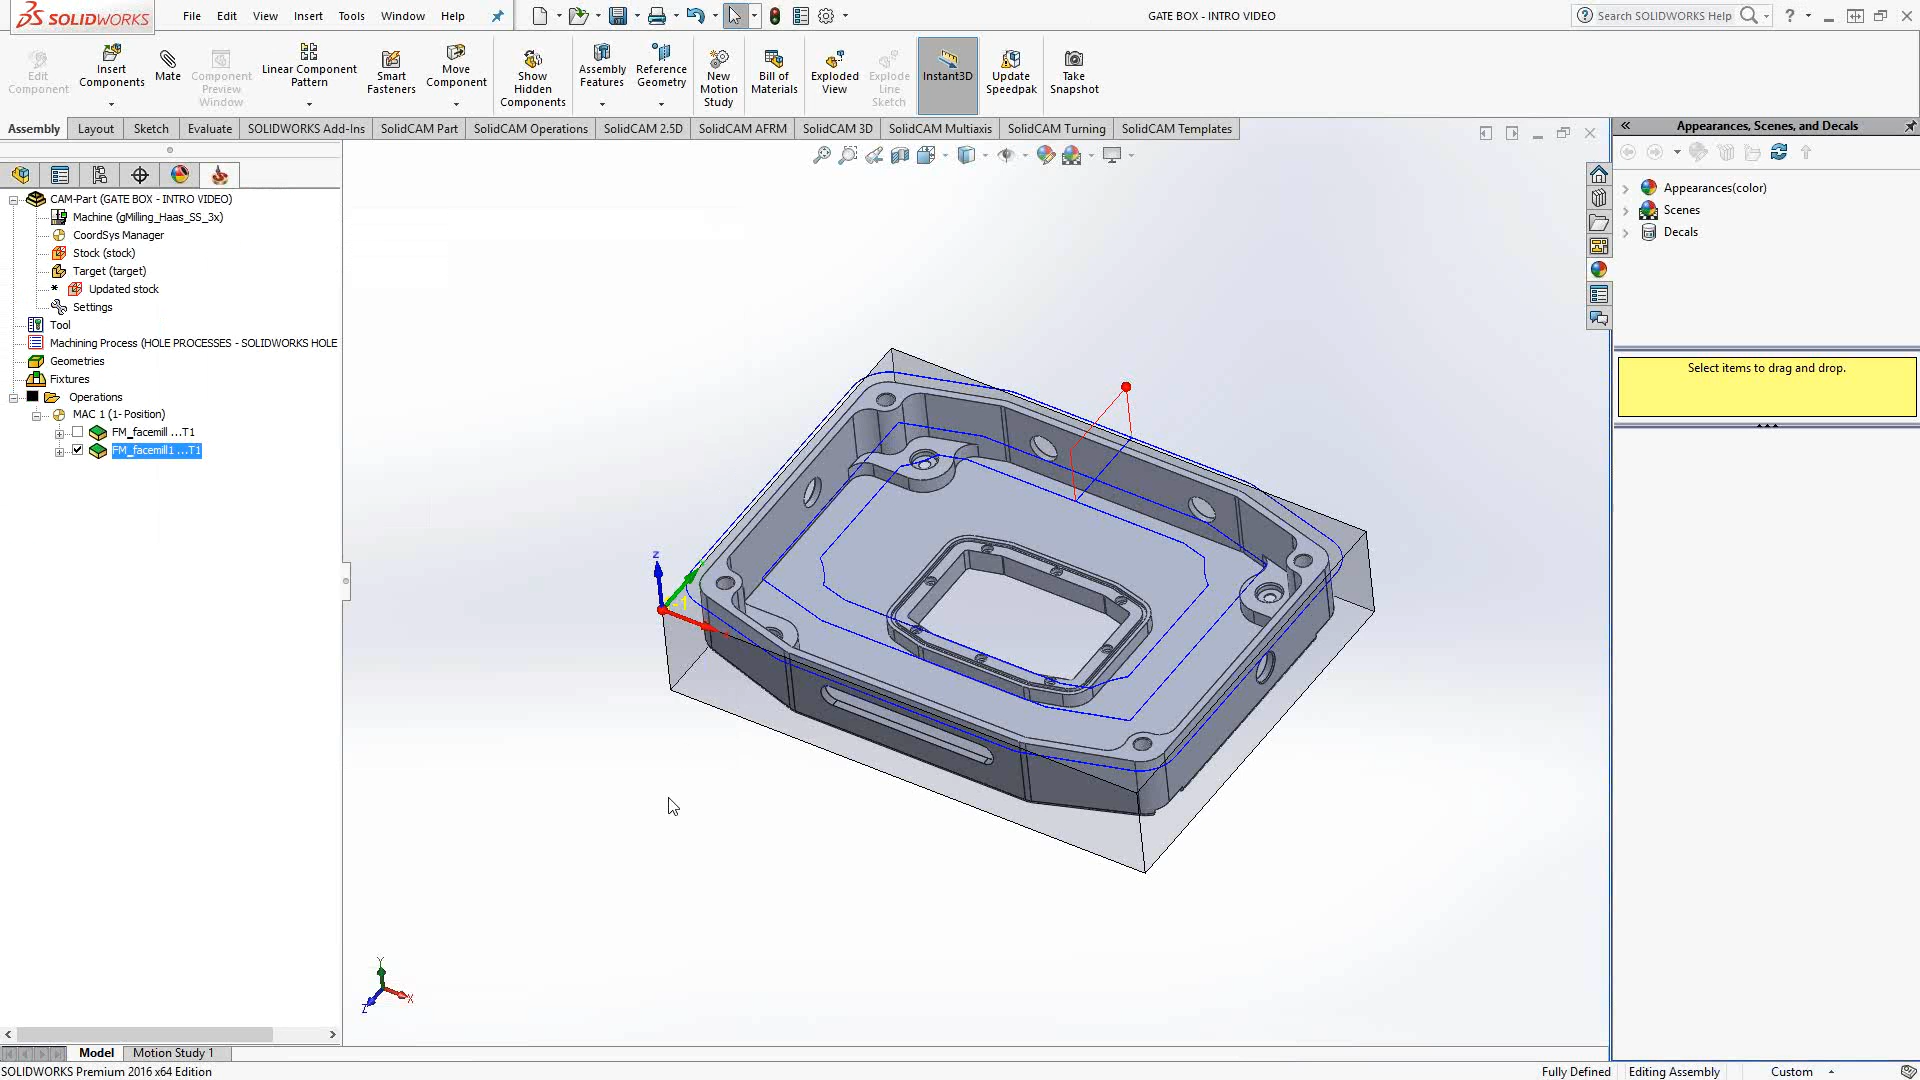 SOLIDWORKS File Edit View Insert Tools Window Help GATE BOX - INTRO VIDEO Search SOLIDWORKS Help
Edit Component
Insert Components
Mate
Component Preview Window
Linear Component Pattern
Smart Fasteners
Move Component
Show Hidden Components
Assembly Features
Reference Geometry
New Motion Study
Bill of Materials
Exploded View
Explode Line Sketch
Instant3D
Update Speedpak
Take Snapshot
Assembly Layout Sketch Evaluate SOLIDWORKS Add-Ins SolidCAM Part SolidCAM Operations SolidCAM 2.5D SolidCAM AFRM SolidCAM 3D SolidCAM Multiaxis SolidCAM Turning SolidCAM Templates
CAM-Part (GATE BOX - INTRO VIDEO)
Machine (gMilling_Haas_SS_3x)
CoordSys Manager
Stock (stock)
Target (target)
* Updated stock
Settings
Tool
Machining Process (HOLE PROCESSES - SOLIDWORKS HOLE
Geometries
Fixtures
Operations
MAC 1 (1- Position)
FM_facemill ...T1
FM_facemill1 ...T1
z
Y
X
Z
Appearances, Scenes, and Decals
Appearances(color)
Scenes
Decals
Select items to drag and drop.
Model Motion Study 1
SOLIDWORKS Premium 2016 x64 Edition Fully Defined Editing Assembly Custom